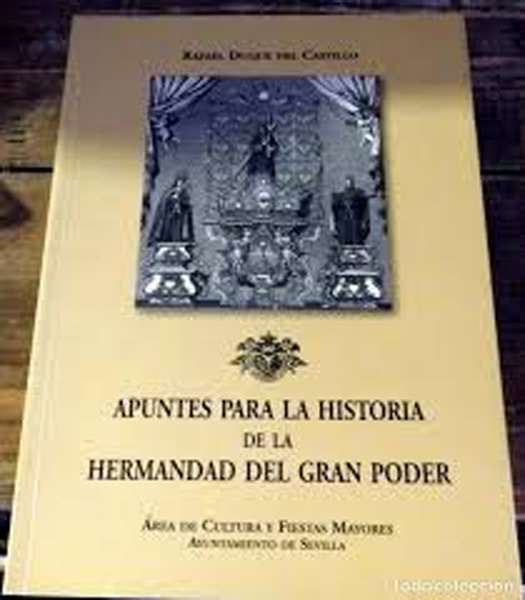 RAFAEL DUQUE DEL CASTILLO
APUNTES PARA LA HISTORIA
DE LA
HERMANDAD DEL GRAN PODER
ÁREA DE CULTURA Y FIESTAS MAYORES
AYUNTAMIENTO DE SEVILLA
todocoleccion